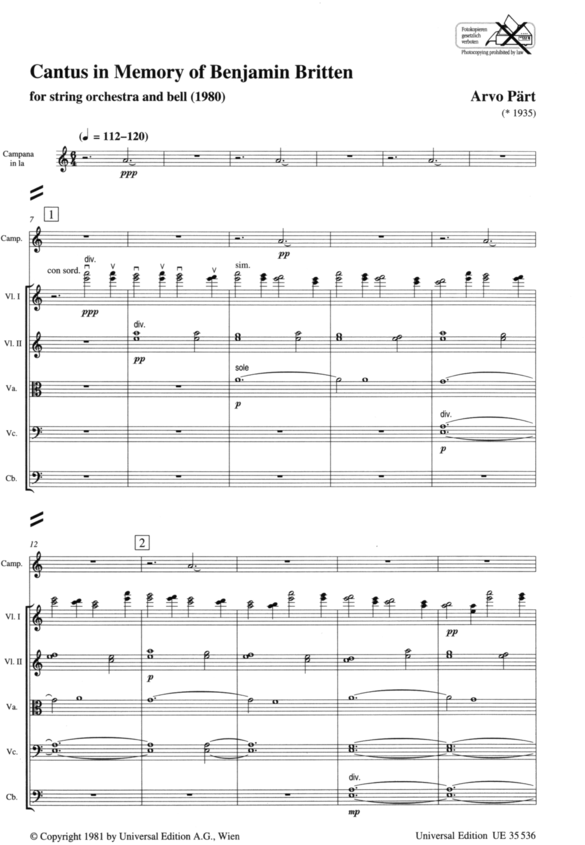 Fotokopieren
gesetzlich
verboten
Photocopying prohibited by law
Cantus in Memory of Benjamin Britten
for string orchestra and bell (1980)
Arvo Pärt
(* 1935)
(♩ = 112–120)
Campana
in la
6
4
ppp
7
1
Camp.
pp
con sord.
div.
sim.
Vl. I
ppp
div.
Vl. II
pp
sole
Va.
p
div.
Vc.
p
Cb.
12
2
Camp.
Vl. I
pp
Vl. II
p
Va.
Vc.
div.
Cb.
mp
© Copyright 1981 by Universal Edition A.G., Wien
Universal Edition UE 35 536